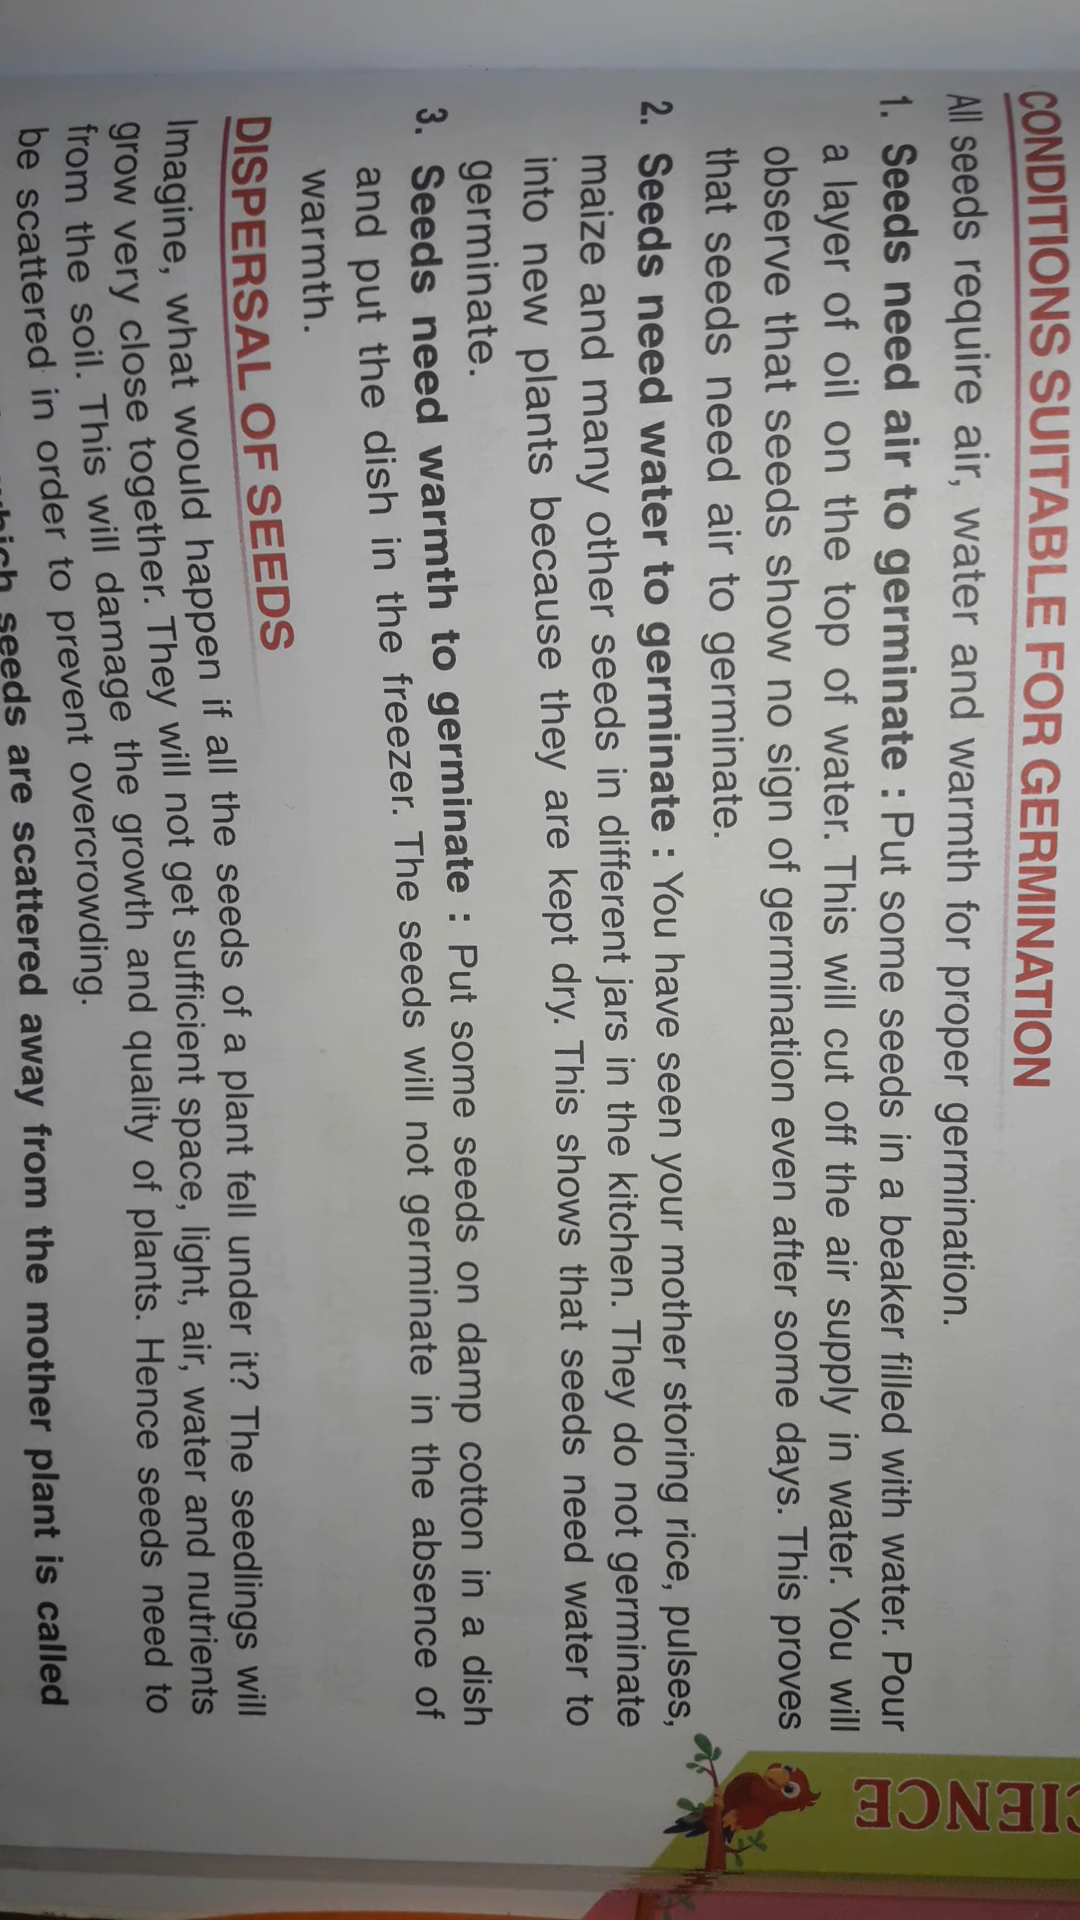 CONDITIONS SUITABLE FOR GERMINATION
All seeds require air, water and warmth for proper germination.
1. Seeds need air to germinate : Put some seeds in a beaker filled with water. Pour
a layer of oil on the top of water. This will cut off the air supply in water. You will
observe that seeds show no sign of germination even after some days. This proves
that seeds need air to germinate.
2. Seeds need water to germinate : You have seen your mother storing rice, pulses,
maize and many other seeds in different jars in the kitchen. They do not germinate
into new plants because they are kept dry. This shows that seeds need water to
germinate.
3. Seeds need warmth to germinate : Put some seeds on damp cotton in a dish
and put the dish in the freezer. The seeds will not germinate in the absence of
warmth.
DISPERSAL OF SEEDS
Imagine, what would happen if all the seeds of a plant fell under it? The seedlings will
grow very close together. They will not get sufficient space, light, air, water and nutrients
from the soil. This will damage the growth and quality of plants. Hence seeds need to
be scattered in order to prevent overcrowding.
which seeds are scattered away from the mother plant is called
CIENCE